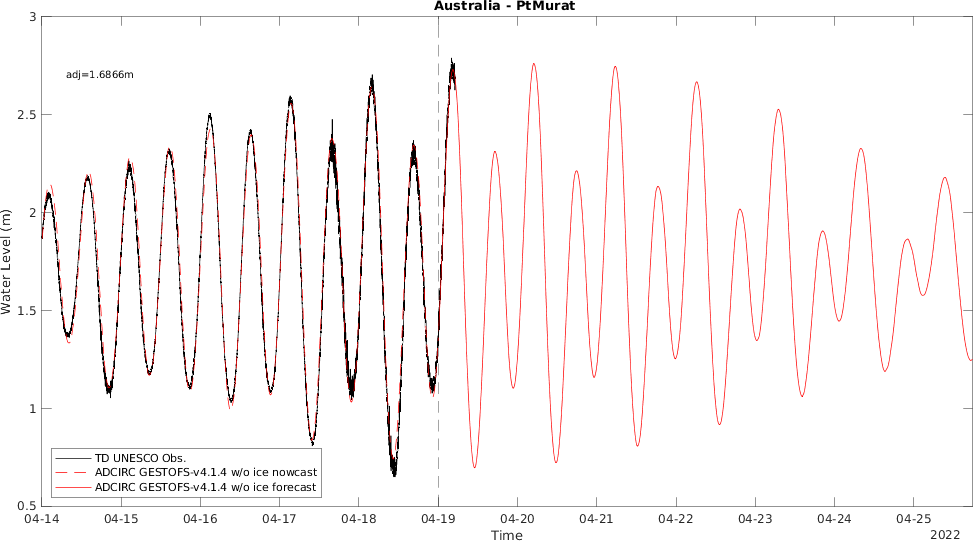 Australia - PtMurat
3
adj=1.6866m
2.5
2
Water Level (m)
1.5
1
TD UNESCO Obs.
ADCIRC GESTOFS-v4.1.4 w/o ice nowcast
ADCIRC GESTOFS-v4.1.4 w/o ice forecast
0.5
04-14 04-15 04-16 04-17 04-18 04-19 04-20 04-21 04-22 04-23 04-24 04-25
Time
2022